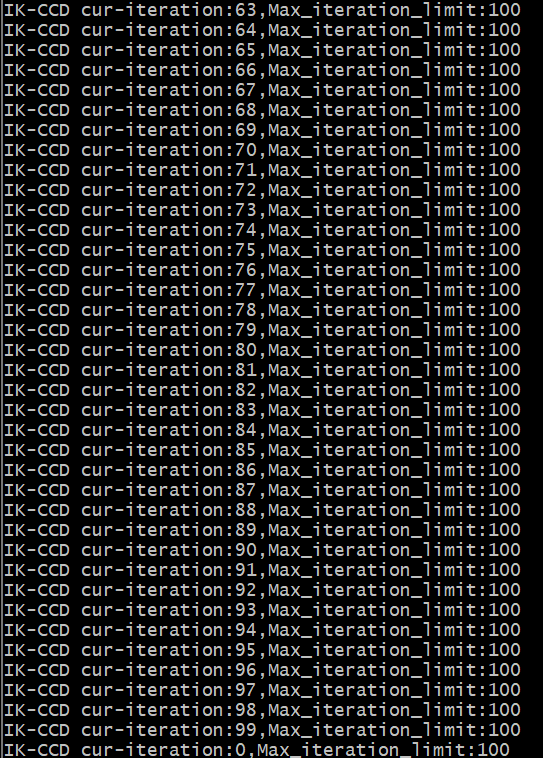 IK-CCD cur-iteration:63,Max_iteration_limit:100
IK-CCD cur-iteration:64,Max_iteration_limit:100
IK-CCD cur-iteration:65,Max_iteration_limit:100
IK-CCD cur-iteration:66,Max_iteration_limit:100
IK-CCD cur-iteration:67,Max_iteration_limit:100
IK-CCD cur-iteration:68,Max_iteration_limit:100
IK-CCD cur-iteration:69,Max_iteration_limit:100
IK-CCD cur-iteration:70,Max_iteration_limit:100
IK-CCD cur-iteration:71,Max_iteration_limit:100
IK-CCD cur-iteration:72,Max_iteration_limit:100
IK-CCD cur-iteration:73,Max_iteration_limit:100
IK-CCD cur-iteration:74,Max_iteration_limit:100
IK-CCD cur-iteration:75,Max_iteration_limit:100
IK-CCD cur-iteration:76,Max_iteration_limit:100
IK-CCD cur-iteration:77,Max_iteration_limit:100
IK-CCD cur-iteration:78,Max_iteration_limit:100
IK-CCD cur-iteration:79,Max_iteration_limit:100
IK-CCD cur-iteration:80,Max_iteration_limit:100
IK-CCD cur-iteration:81,Max_iteration_limit:100
IK-CCD cur-iteration:82,Max_iteration_limit:100
IK-CCD cur-iteration:83,Max_iteration_limit:100
IK-CCD cur-iteration:84,Max_iteration_limit:100
IK-CCD cur-iteration:85,Max_iteration_limit:100
IK-CCD cur-iteration:86,Max_iteration_limit:100
IK-CCD cur-iteration:87,Max_iteration_limit:100
IK-CCD cur-iteration:88,Max_iteration_limit:100
IK-CCD cur-iteration:89,Max_iteration_limit:100
IK-CCD cur-iteration:90,Max_iteration_limit:100
IK-CCD cur-iteration:91,Max_iteration_limit:100
IK-CCD cur-iteration:92,Max_iteration_limit:100
IK-CCD cur-iteration:93,Max_iteration_limit:100
IK-CCD cur-iteration:94,Max_iteration_limit:100
IK-CCD cur-iteration:95,Max_iteration_limit:100
IK-CCD cur-iteration:96,Max_iteration_limit:100
IK-CCD cur-iteration:97,Max_iteration_limit:100
IK-CCD cur-iteration:98,Max_iteration_limit:100
IK-CCD cur-iteration:99,Max_iteration_limit:100
IK-CCD cur-iteration:0,Max_iteration_limit:100